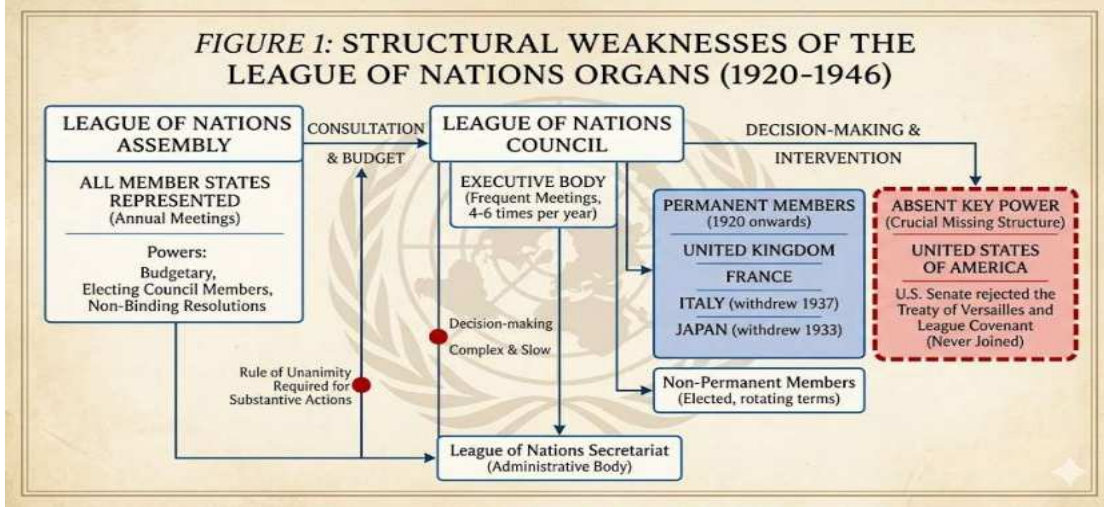 FIGURE 1: STRUCTURAL WEAKNESSES OF THE
LEAGUE OF NATIONS ORGANS (1920–1946)
LEAGUE OF NATIONS
ASSEMBLY
ALL MEMBER STATES
REPRESENTED
(Annual Meetings)
Powers:
Budgetary,
Electing Council Members,
Non-Binding Resolutions
CONSULTATION
& BUDGET
LEAGUE OF NATIONS
COUNCIL
EXECUTIVE BODY
(Frequent Meetings,
4-6 times per year)
DECISION-MAKING &
INTERVENTION
PERMANENT MEMBERS
(1920 onwards)
UNITED KINGDOM
FRANCE
ITALY (withdrew 1937)
JAPAN (withdrew 1933)
ABSENT KEY POWER
(Crucial Missing Structure)
UNITED STATES
OF AMERICA
U.S. Senate rejected the
Treaty of Versailles and
League Covenant
(Never Joined)
Decision-making
Complex & Slow
Rule of Unanimity
Required for
Substantive Actions
Non-Permanent Members
(Elected, rotating terms)
League of Nations Secretariat
(Administrative Body)